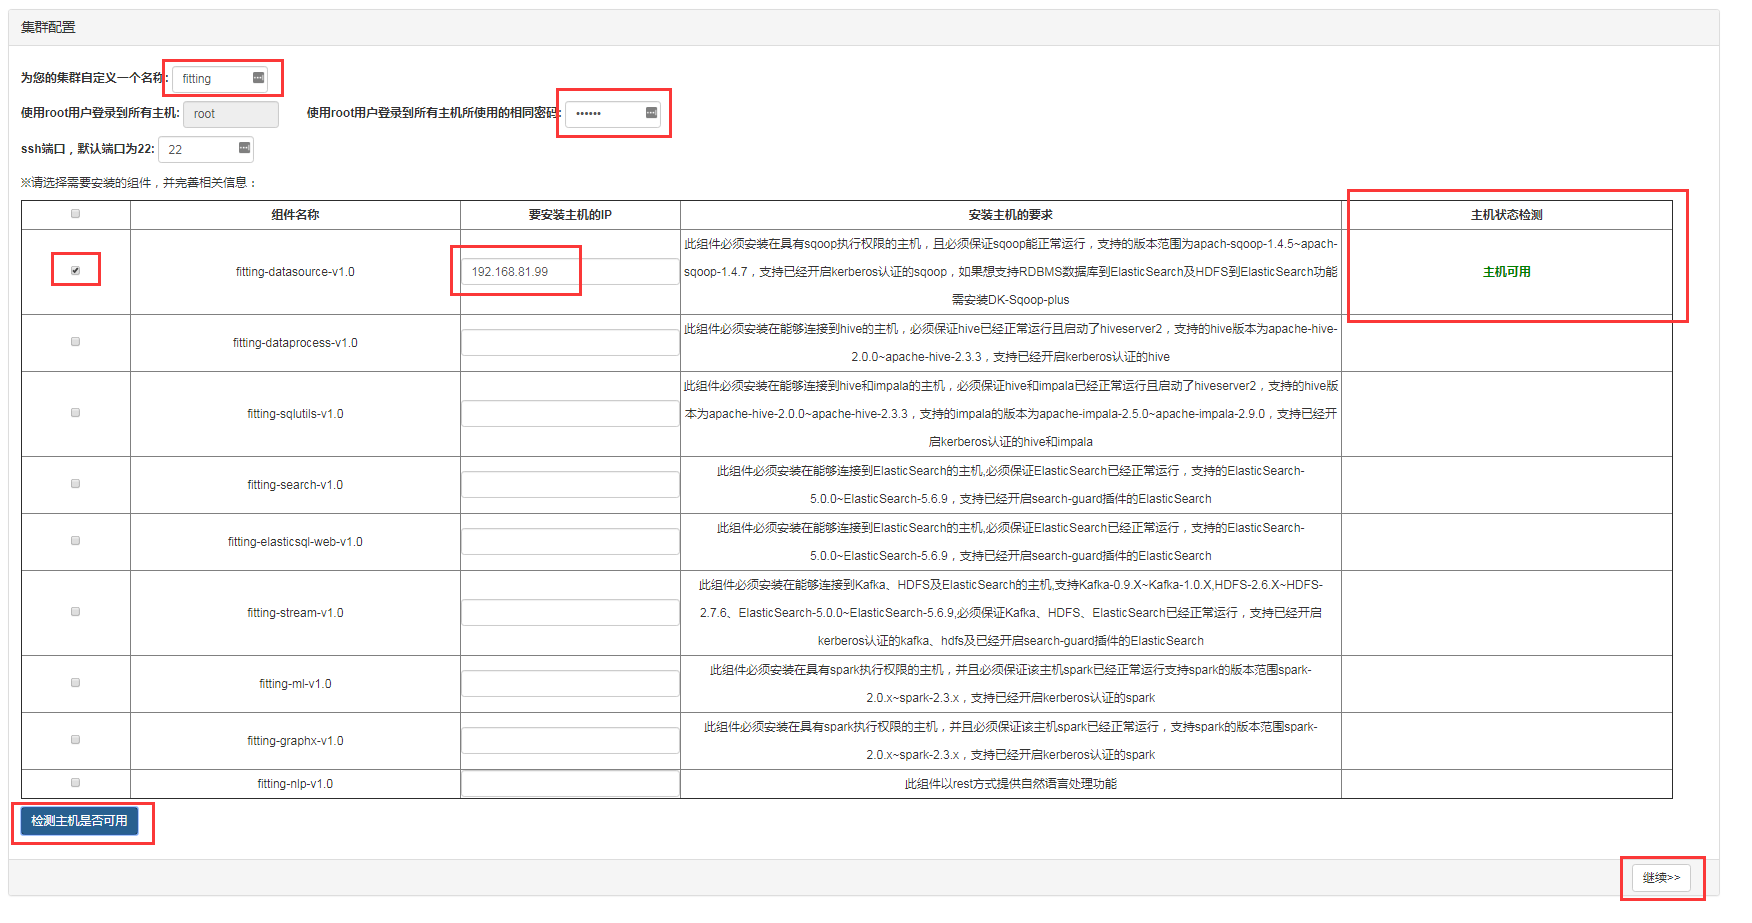 集群配置
为您的集群自定义一个名称: fitting
使用root用户登录到所有主机: root 使用root用户登录到所有主机所使用的相同密码: ••••••
ssh端口，默认端口为22: 22
※请选择需要安装的组件，并完善相关信息：
组件名称 要安装主机的IP 安装主机的要求 主机状态检测
fitting-datasource-v1.0 192.168.81.99
此组件必须安装在具有sqoop执行权限的主机，且必须保证sqoop能正常运行，支持的版本范围为apach-sqoop-1.4.5~apach-
sqoop-1.4.7，支持已经开启kerberos认证的sqoop，如果想支持RDBMS数据库到ElasticSearch及HDFS到ElasticSearch功能
需安装DK-Sqoop-plus
主机可用
fitting-dataprocess-v1.0
此组件必须安装在能够连接到hive的主机，必须保证hive已经正常运行且启动了hiveserver2，支持的hive版本为apache-hive-
2.0.0~apache-hive-2.3.3，支持已经开启kerberos认证的hive
fitting-sqlutils-v1.0
此组件必须安装在能够连接到hive和impala的主机，必须保证hive和impala已经正常运行且启动了hiveserver2，支持的hive版
本为apache-hive-2.0.0~apache-hive-2.3.3，支持的impala的版本为apache-impala-2.5.0~apache-impala-2.9.0，支持已经开
启kerberos认证的hive和impala
fitting-search-v1.0
此组件必须安装在能够连接到ElasticSearch的主机,必须保证ElasticSearch已经正常运行，支持的ElasticSearch-
5.0.0~ElasticSearch-5.6.9，支持已经开启search-guard插件的ElasticSearch
fitting-elasticsql-web-v1.0
此组件必须安装在能够连接到ElasticSearch的主机,必须保证ElasticSearch已经正常运行，支持的ElasticSearch-
5.0.0~ElasticSearch-5.6.9，支持已经开启search-guard插件的ElasticSearch
fitting-stream-v1.0
此组件必须安装在能够连接到Kafka、HDFS及ElasticSearch的主机,支持Kafka-0.9.X~Kafka-1.0.X,HDFS-2.6.X~HDFS-
2.7.6、ElasticSearch-5.0.0~ElasticSearch-5.6.9,必须保证Kafka、HDFS、ElasticSearch已经正常运行，支持已经开启
kerberos认证的kafka、hdfs及已经开启search-guard插件的ElasticSearch
fitting-ml-v1.0
此组件必须安装在具有spark执行权限的主机，并且必须保证该主机spark已经正常运行支持spark的版本范围spark-
2.0.x~spark-2.3.x，支持已经开启kerberos认证的spark
fitting-graphx-v1.0
此组件必须安装在具有spark执行权限的主机，并且必须保证该主机spark已经正常运行，支持spark的版本范围spark-
2.0.x~spark-2.3.x，支持已经开启kerberos认证的spark
fitting-nlp-v1.0
此组件以rest方式提供自然语言处理功能
检测主机是否可用
继续>>